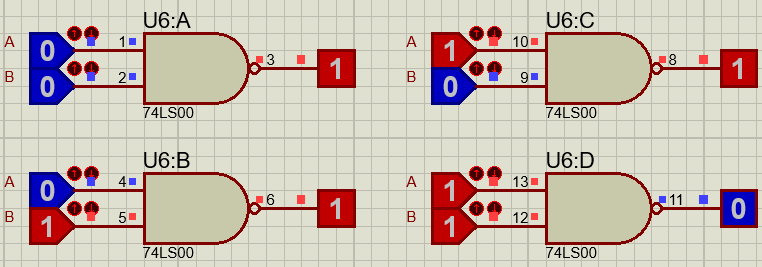 U6:A
A 0 1 3 1
B 0 2
74LS00
U6:C
A 1 10 8 1
B 0 9
74LS00
U6:B
A 0 4 6 1
B 1 5
74LS00
U6:D
A 1 13 11 0
B 1 12
74LS00